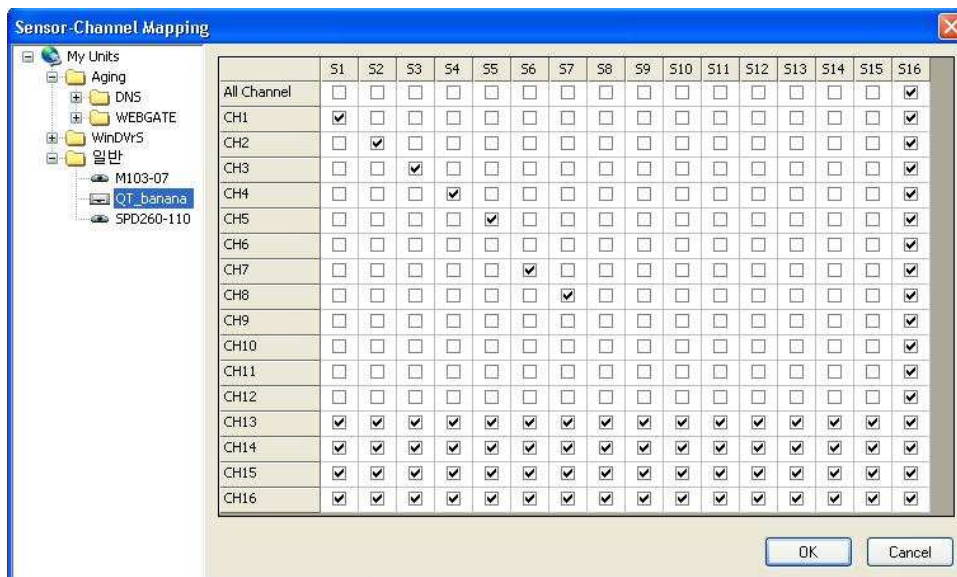 Sensor-Channel Mapping
My Units
Aging
DNS
WEBGATE
WinDVrS
일반
M103-07
QT_banana
SPD260-110
S1 S2 S3 S4 S5 S6 S7 S8 S9 S10 S11 S12 S13 S14 S15 S16
All Channel
CH1
CH2
CH3
CH4
CH5
CH6
CH7
CH8
CH9
CH10
CH11
CH12
CH13
CH14
CH15
CH16
OK Cancel